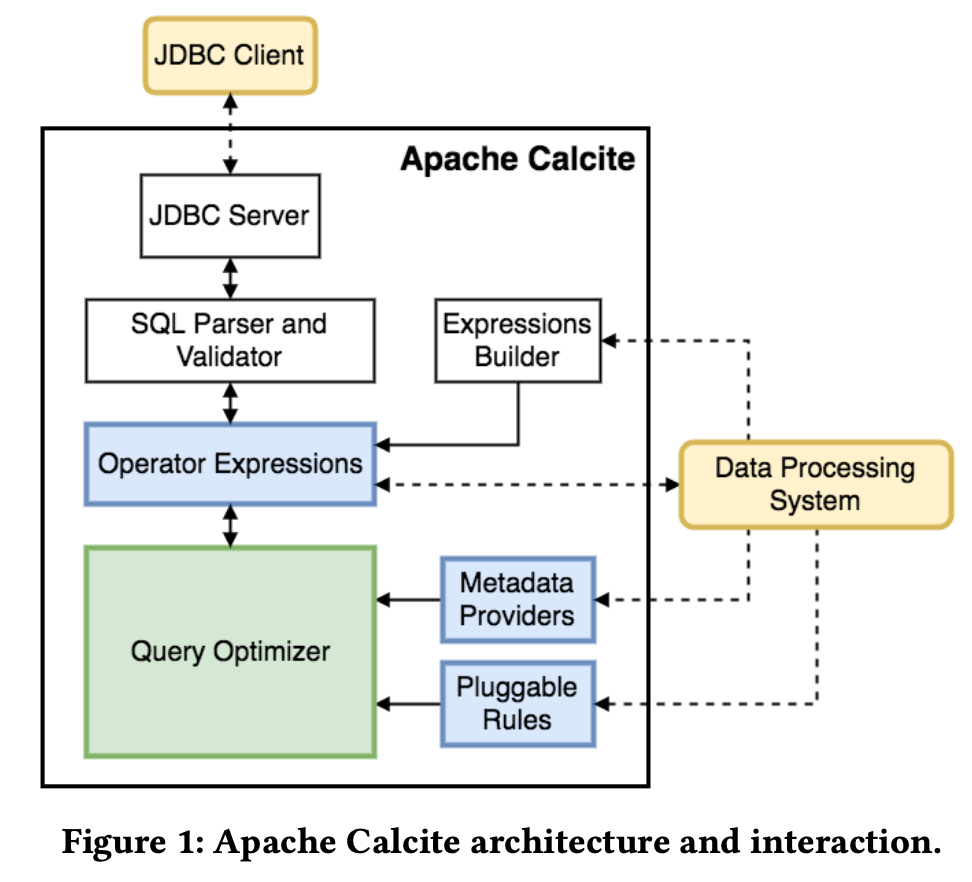 JDBC Client
Apache Calcite
JDBC Server
SQL Parser and
Validator
Expressions
Builder
Operator Expressions
Data Processing
System
Metadata
Providers
Query Optimizer
Pluggable
Rules
Figure 1: Apache Calcite architecture and interaction.